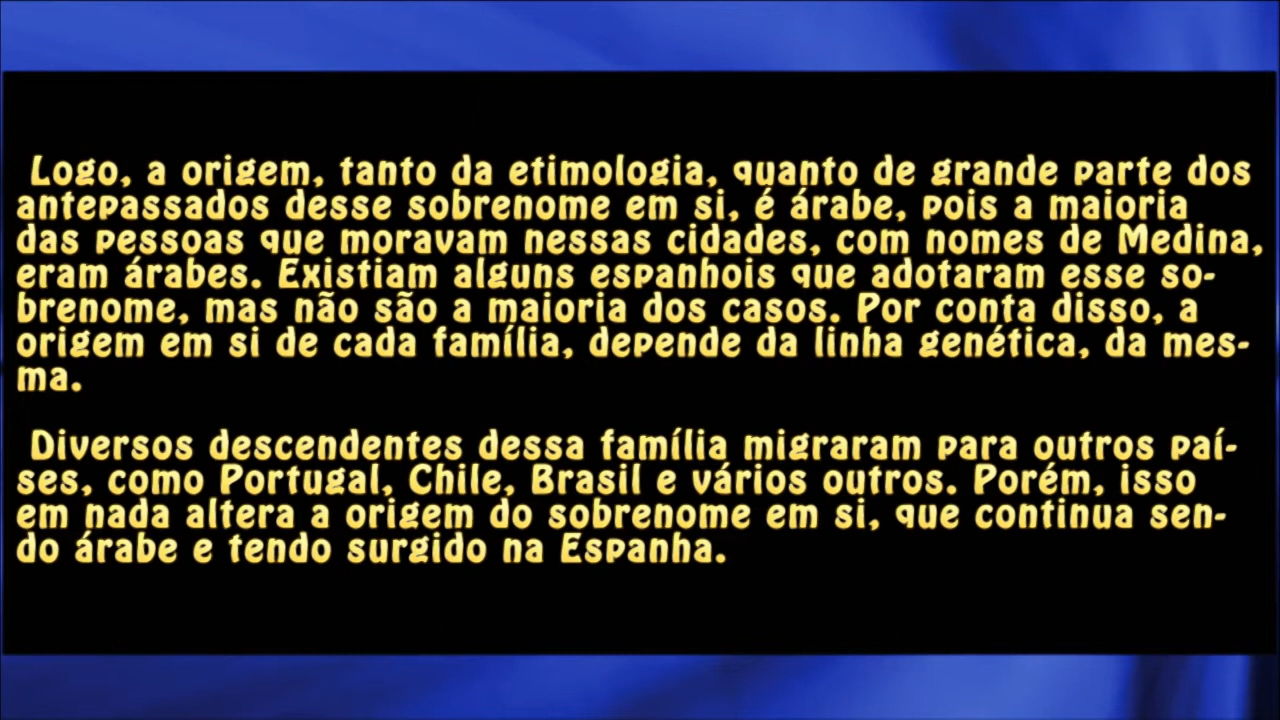 Logo, a origem, tanto da etimologia, quanto de grande parte dos
antepassados desse sobrenome em si, é árabe, pois a maioria
das pessoas que moravam nessas cidades, com nomes de Medina,
eram árabes. Existiam alguns espanhois que adotaram esse so-
brenome, mas não são a maioria dos casos. Por conta disso, a
origem em si de cada família, depende da linha genética, da mes-
ma.
Diversos descendentes dessa família migraram para outros paí-
ses, como Portugal, Chile, Brasil e vários outros. Porém, isso
em nada altera a origem do sobrenome em si, que continua sen-
do árabe e tendo surgido na Espanha.